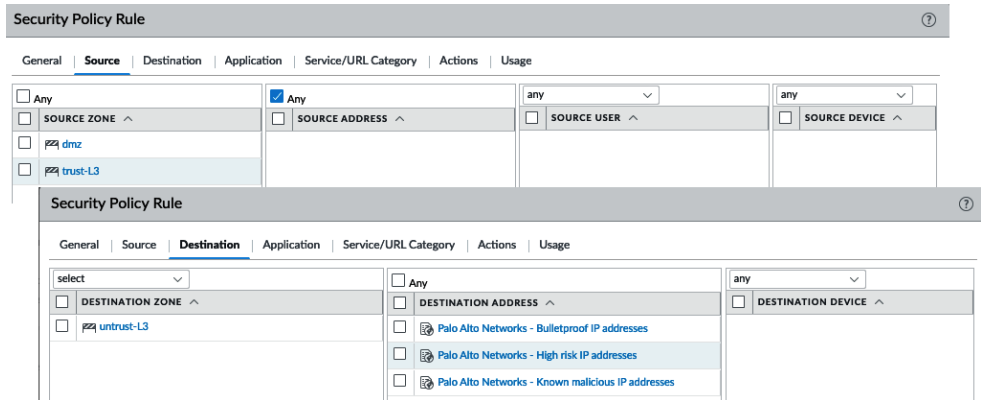 Security Policy Rule
General Source Destination Application Service/URL Category Actions Usage
Any Any any any
SOURCE ZONE SOURCE ADDRESS SOURCE USER SOURCE DEVICE
dmz
trust-L3
Security Policy Rule
General Source Destination Application Service/URL Category Actions Usage
select Any any
DESTINATION ZONE DESTINATION ADDRESS DESTINATION DEVICE
untrust-L3 Palo Alto Networks - Bulletproof IP addresses
Palo Alto Networks - High risk IP addresses
Palo Alto Networks - Known malicious IP addresses